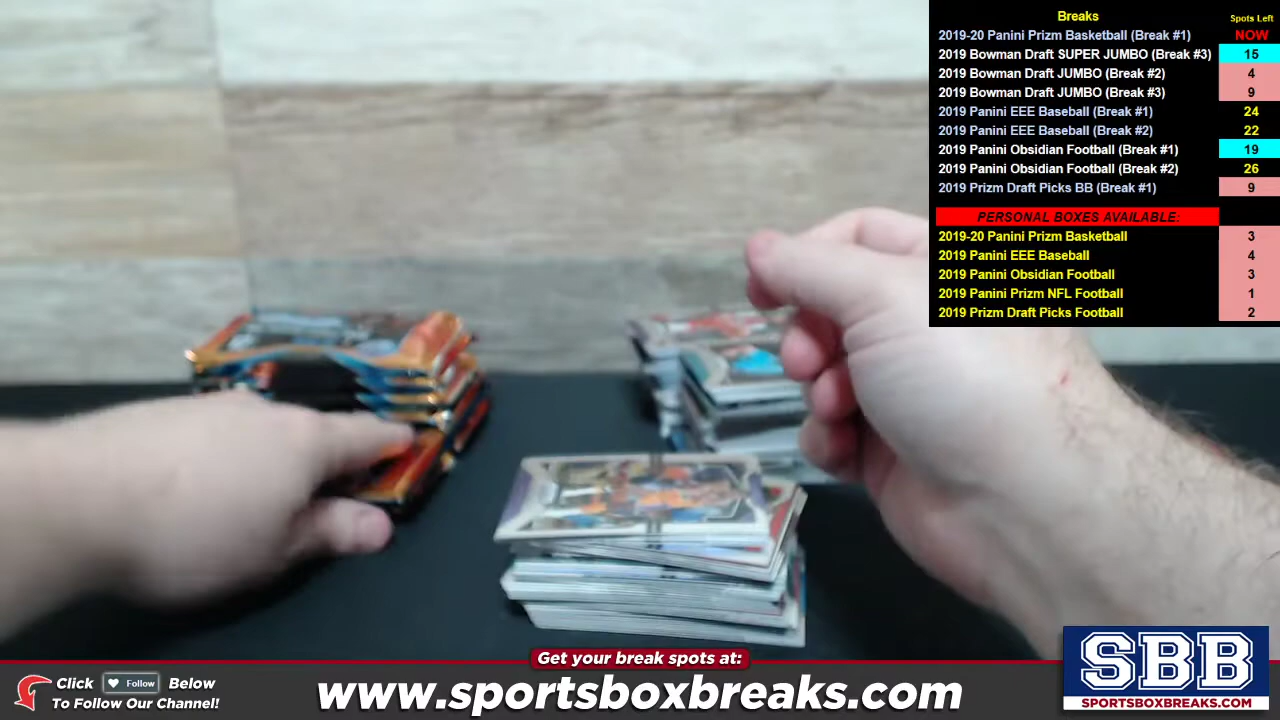 Breaks Spots Left
2019-20 Panini Prizm Basketball (Break #1) NOW
2019 Bowman Draft SUPER JUMBO (Break #3) 15
2019 Bowman Draft JUMBO (Break #2) 4
2019 Bowman Draft JUMBO (Break #3) 9
2019 Panini EEE Baseball (Break #1) 24
2019 Panini EEE Baseball (Break #2) 22
2019 Panini Obsidian Football (Break #1) 19
2019 Panini Obsidian Football (Break #2) 26
2019 Prizm Draft Picks BB (Break #1) 9
PERSONAL BOXES AVAILABLE:
2019-20 Panini Prizm Basketball 3
2019 Panini EEE Baseball 4
2019 Panini Obsidian Football 3
2019 Panini Prizm NFL Football 1
2019 Prizm Draft Picks Football 2
Get your break spots at:
Click Follow Below
To Follow Our Channel!
www.sportsboxbreaks.com
SBB
SPORTSBOXBREAKS.COM